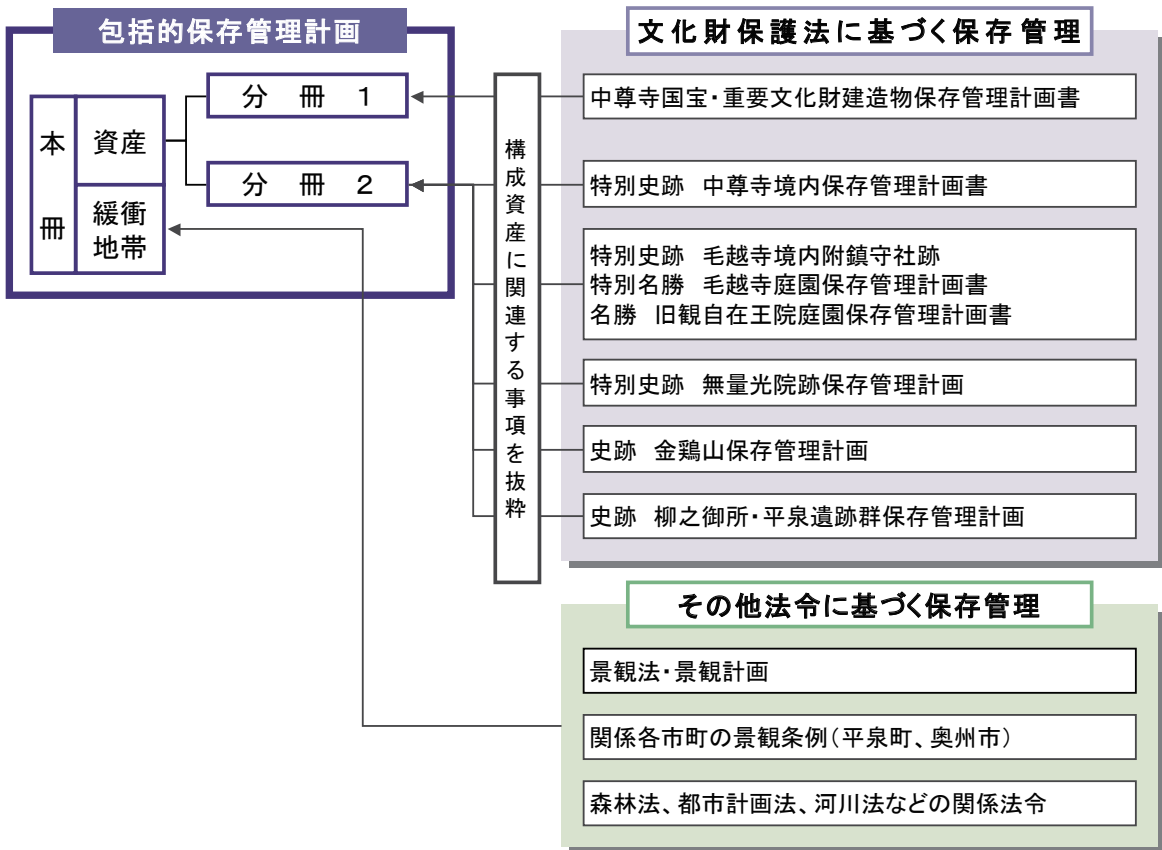 包括的保存管理計画
本冊
資産
緩衝
地帯
分冊1
分冊2
構成資産に関連する事項を抜粋
文化財保護法に基づく保存管理
中尊寺国宝・重要文化財建造物保存管理計画書
特別史跡 中尊寺境内保存管理計画書
特別史跡 毛越寺境内附鎮守社跡
特別名勝 毛越寺庭園保存管理計画書
名勝 旧観自在王院庭園保存管理計画書
特別史跡 無量光院跡保存管理計画
史跡 金鶏山保存管理計画
史跡 柳之御所・平泉遺跡群保存管理計画
その他法令に基づく保存管理
景観法・景観計画
関係各市町の景観条例(平泉町、奥州市)
森林法、都市計画法、河川法などの関係法令